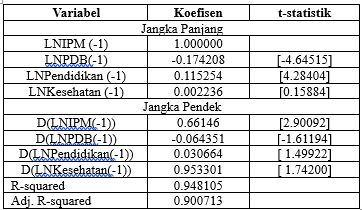 Variabel Koefisen t-statistik
Jangka Panjang
LNIPM (-1) 1.000000
LNPDB(-1) -0.174208 [-4.64515]
LNPendidikan (-1) 0.115254 [4.28404]
LNKesehatan (-1) 0.002236 [0.15884]
Jangka Pendek
D(LNIPM(-1)) 0.66146 [2.90092]
D(LNPDB(-1)) -0.064351 [-1.61194]
D(LNPendidikan(-1)) 0.030664 [ 1.49922]
D(LNKesehatan(-1)) 0.953301 [ 1.74200]
R-squared 0.948105
Adj. R-squared 0.900713